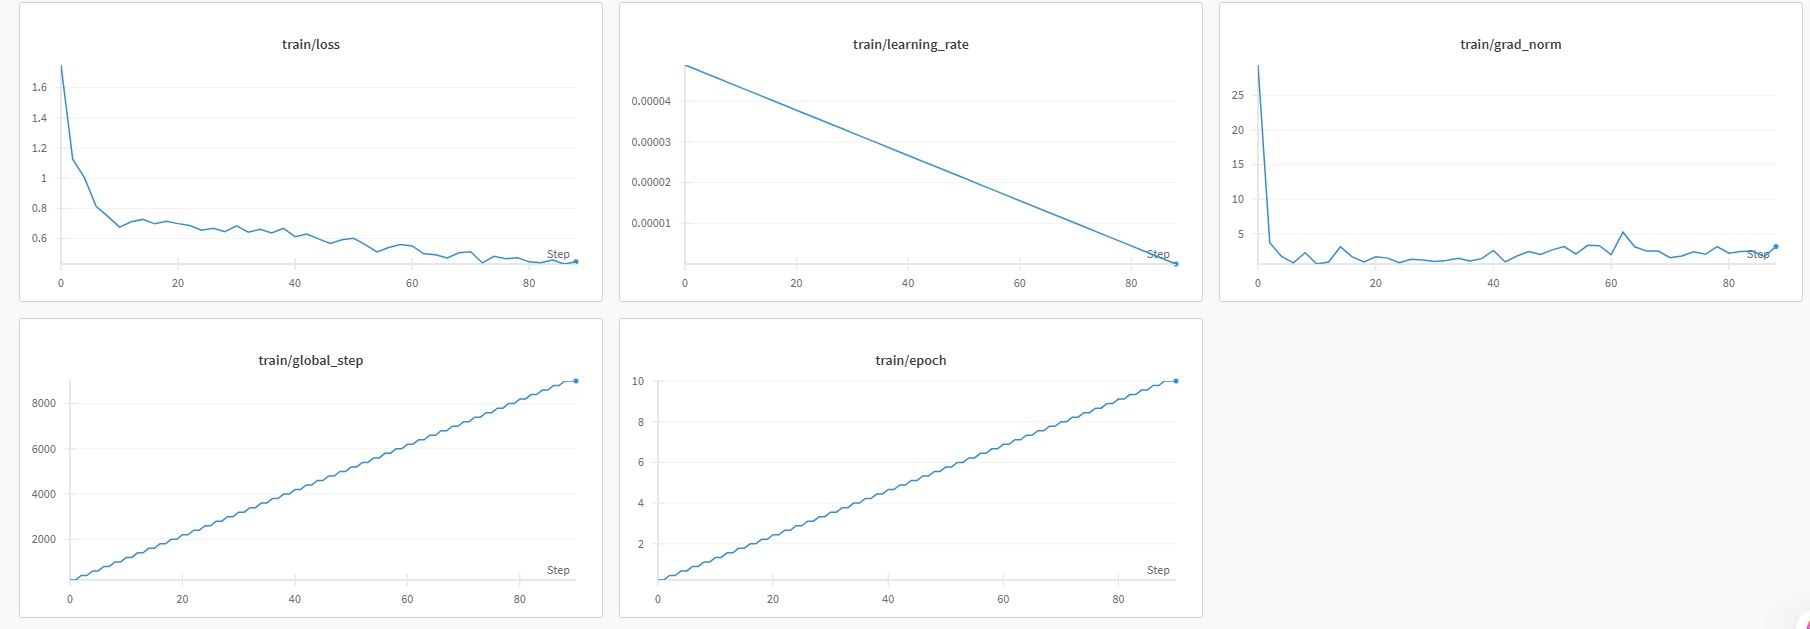 train/loss
1.6
1.4
1.2
1
0.8
0.6
Step
0 20 40 60 80
train/learning_rate
0.00004
0.00003
0.00002
0.00001
Step
0 20 40 60 80
train/grad_norm
25
20
15
10
5
Step
0 20 40 60 80
train/global_step
8000
6000
4000
2000
Step
0 20 40 60 80
train/epoch
10
8
6
4
2
Step
0 20 40 60 80